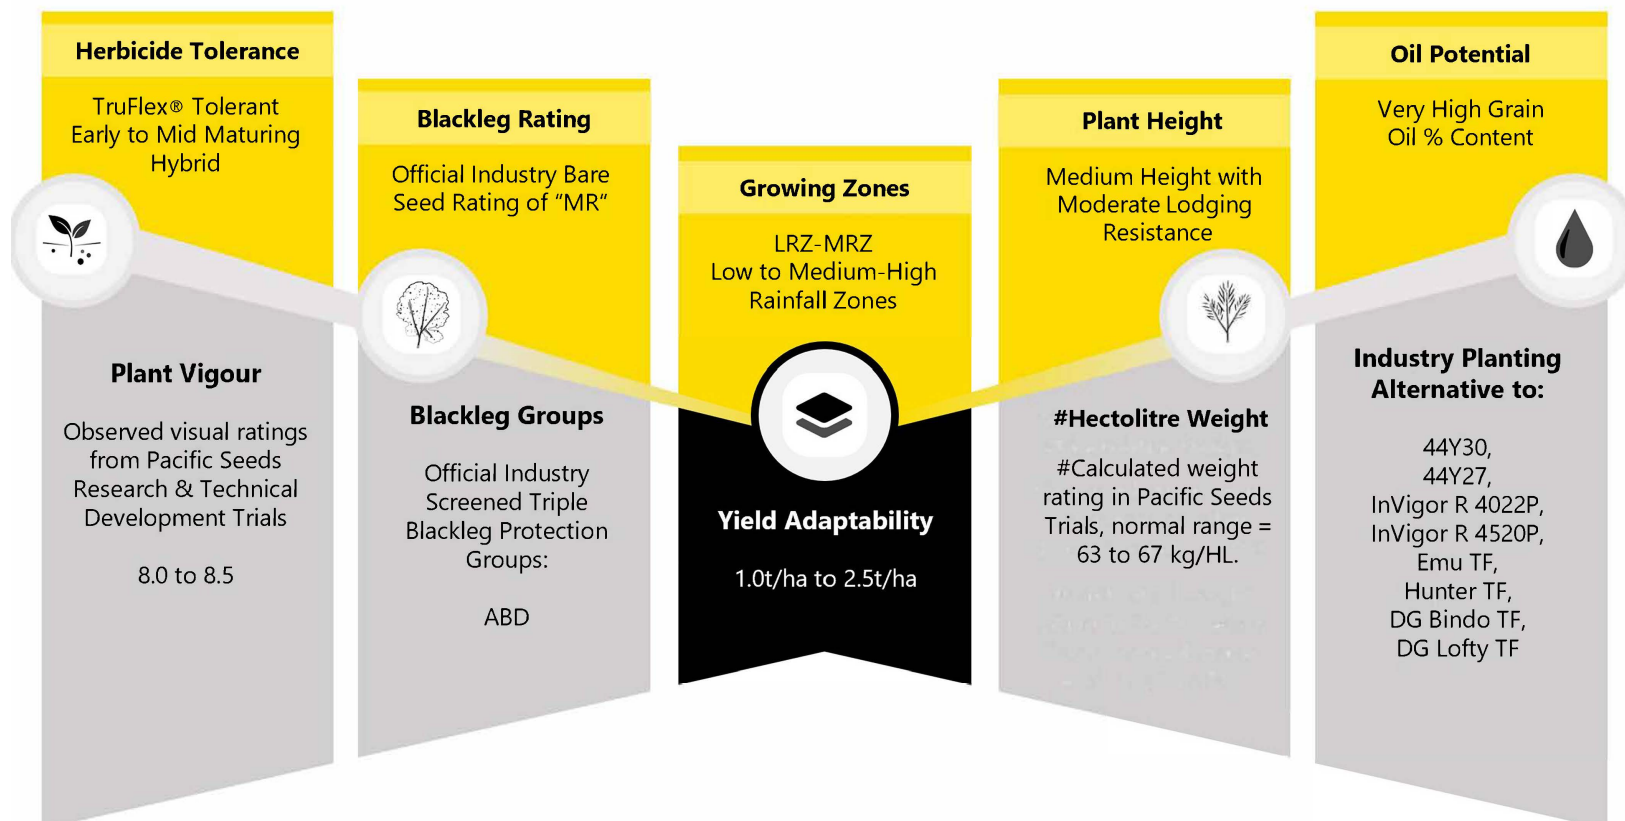 Herbicide Tolerance
TruFlex® Tolerant
Early to Mid Maturing
Hybrid
Plant Vigour
Observed visual ratings
from Pacific Seeds
Research & Technical
Development Trials
8.0 to 8.5
Blackleg Rating
Official Industry Bare
Seed Rating of “MR”
Blackleg Groups
Official Industry
Screened Triple
Blackleg Protection
Groups:
ABD
Growing Zones
LRZ-MRZ
Low to Medium-High
Rainfall Zones
Yield Adaptability
1.0t/ha to 2.5t/ha
Plant Height
Medium Height with
Moderate Lodging
Resistance
#Hectolitre Weight
#Calculated weight
rating in Pacific Seeds
Trials, normal range =
63 to 67 kg/HL.
Oil Potential
Very High Grain
Oil % Content
Industry Planting
Alternative to:
44Y30,
44Y27,
InVigor R 4022P,
InVigor R 4520P,
Emu TF,
Hunter TF,
DG Bindo TF,
DG Lofty TF